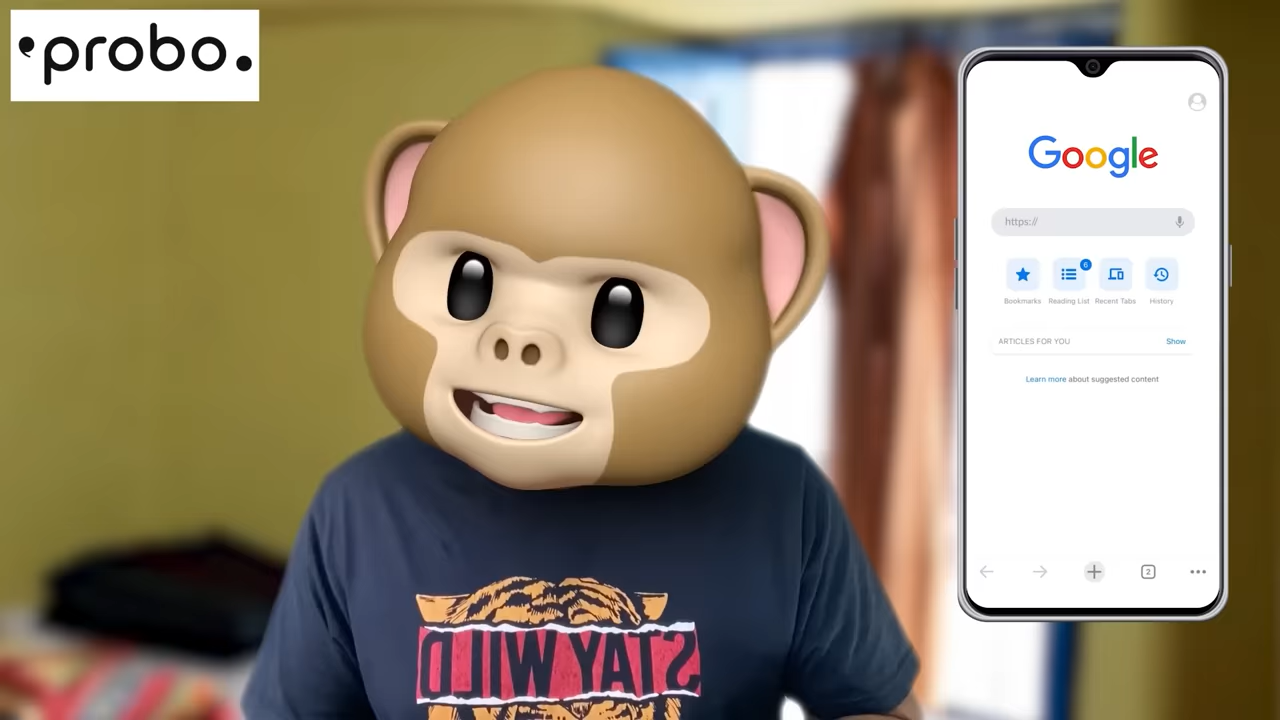 probo.
Google
https://
6
Bookmarks
Reading List
Recent Tabs
History
ARTICLES FOR YOU
Show
Learn more about suggested content
2
STAY WILD